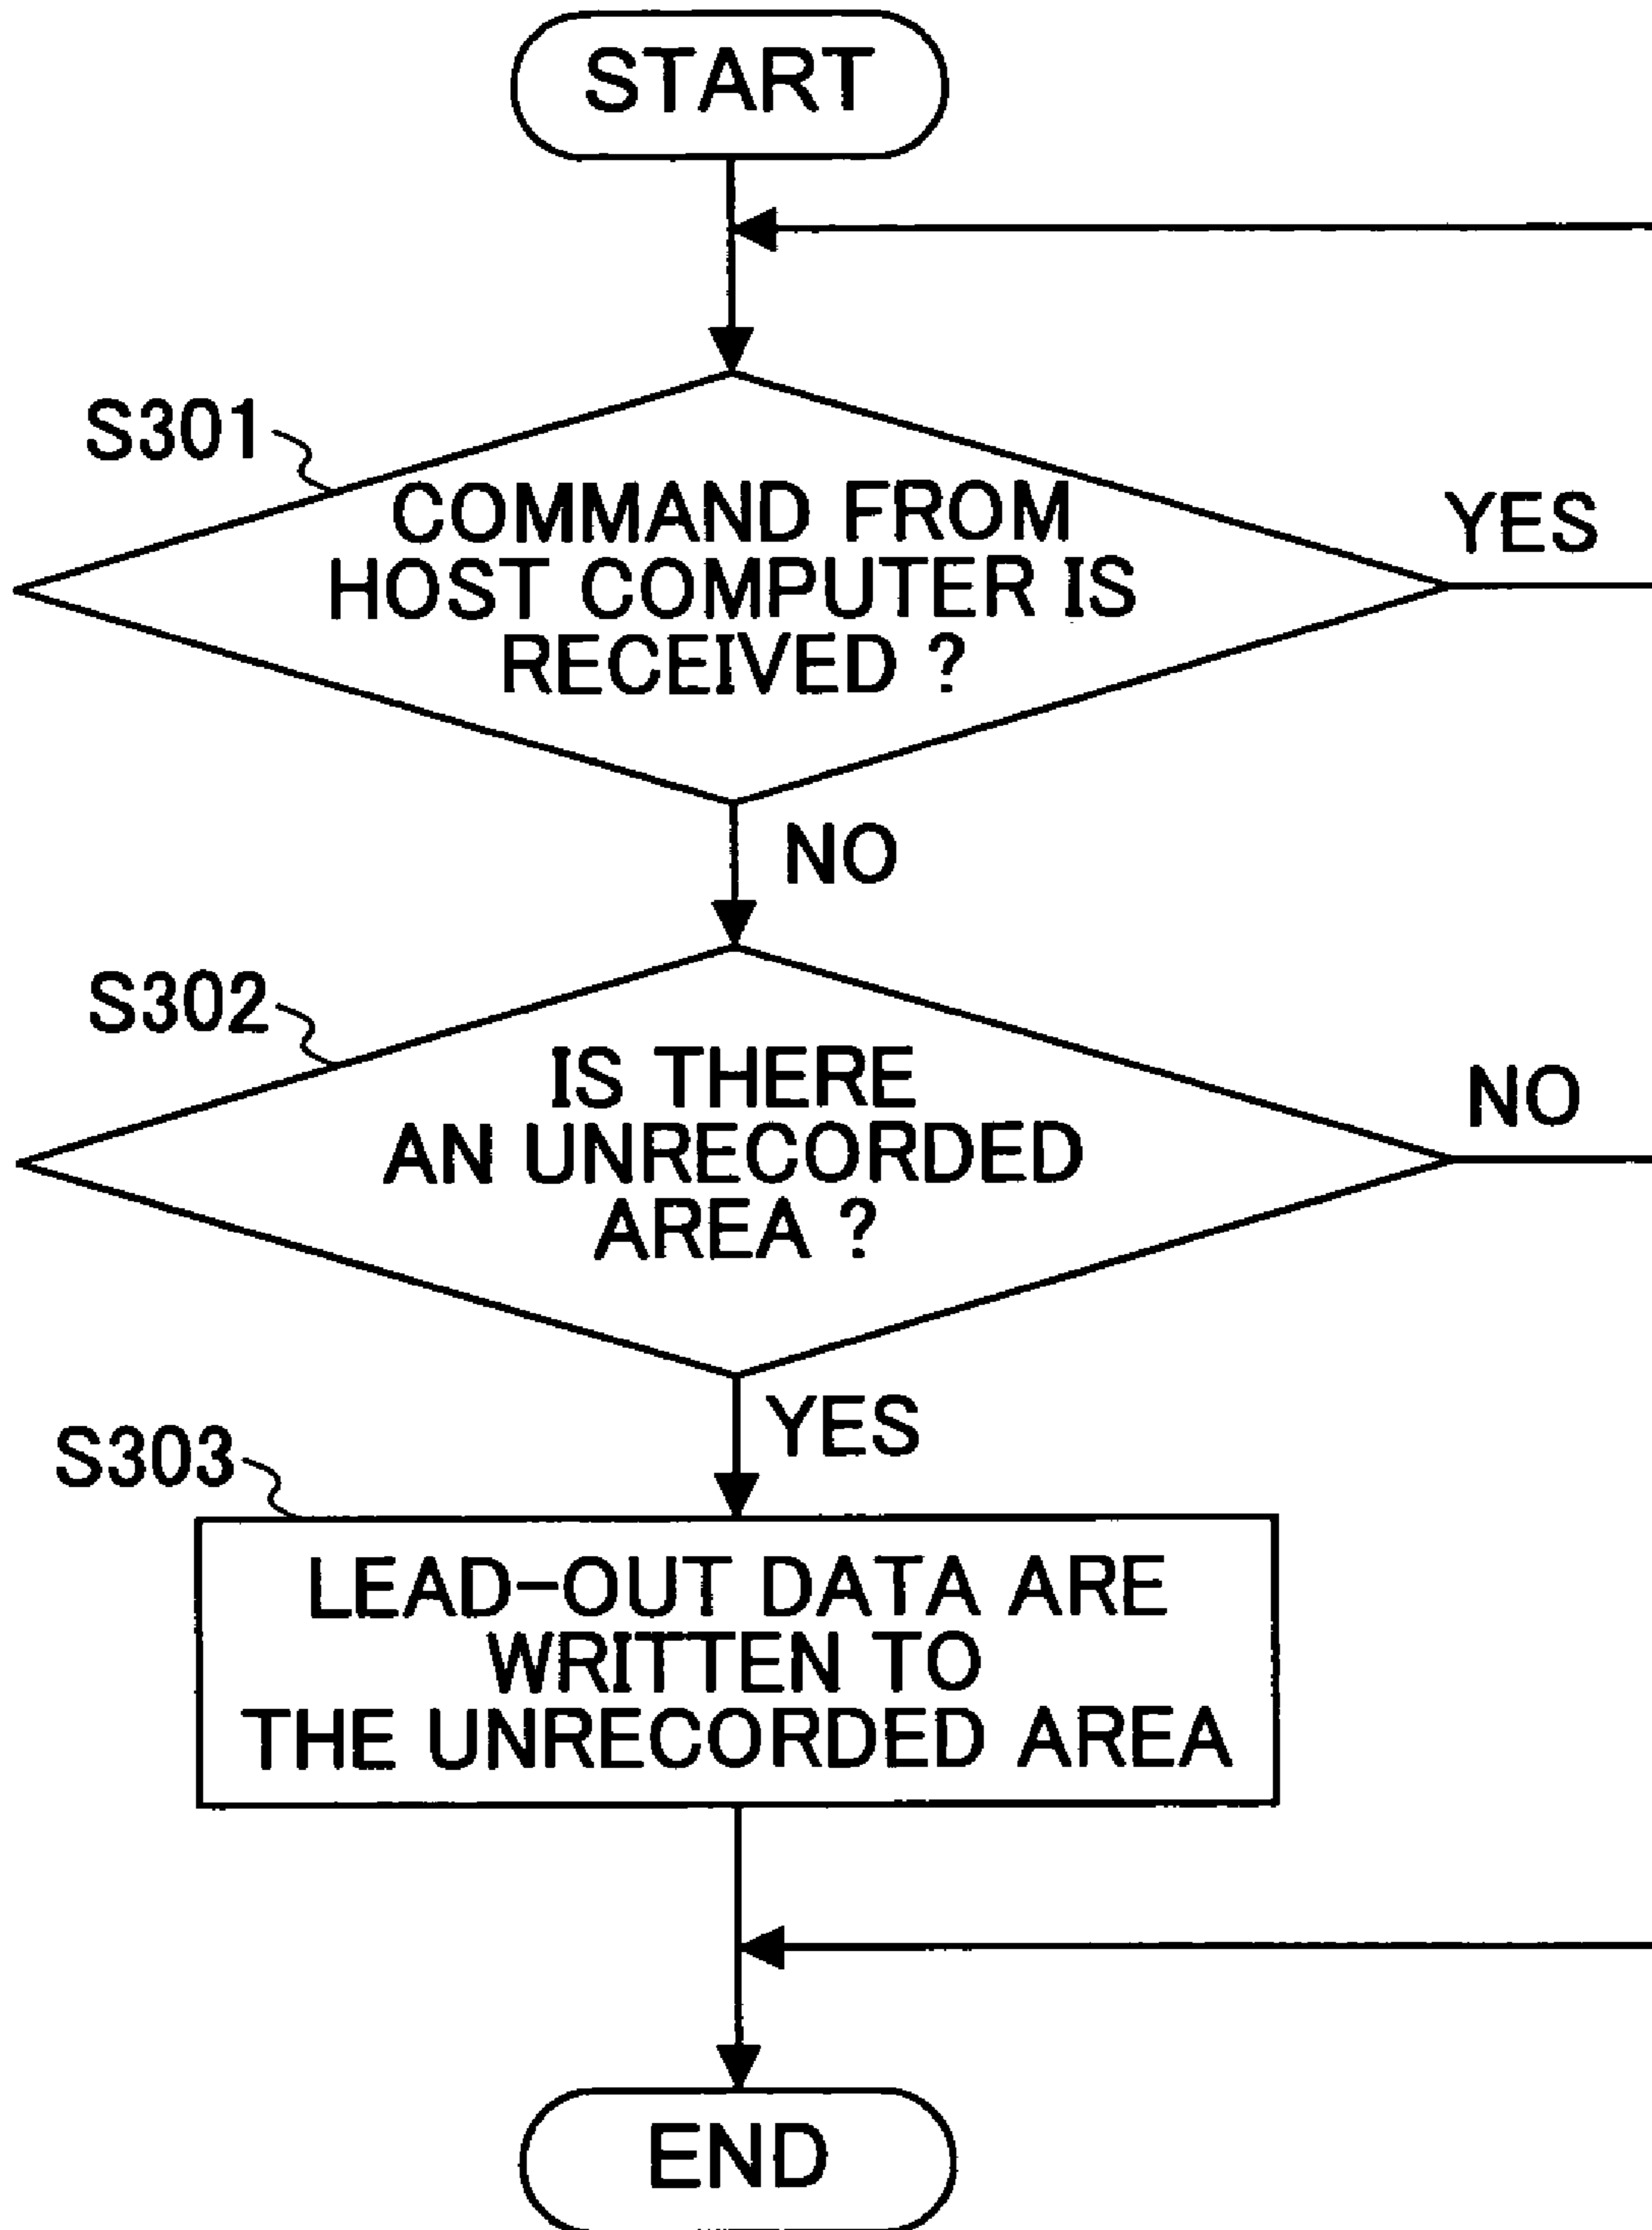 START
S301
COMMAND FROM
HOST COMPUTER IS
RECEIVED ?
YES
NO
S302
IS THERE
AN UNRECORDED
AREA ?
NO
YES
S303
LEAD-OUT DATA ARE
WRITTEN TO
THE UNRECORDED AREA
END